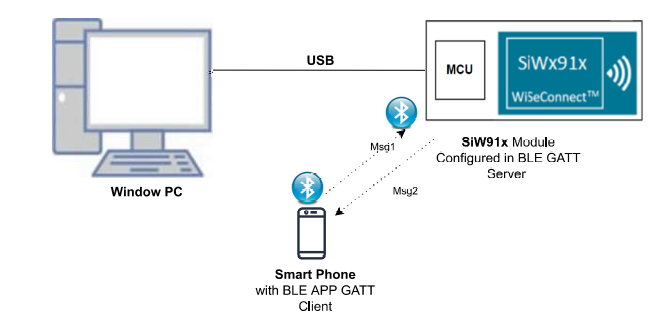 USB
MCU
SiWx91x
WiSeConnect™
Msg1
SiW91x Module
Configured in BLE GATT
Server
Window PC
Msg2
Smart Phone
with BLE APP GATT
Client